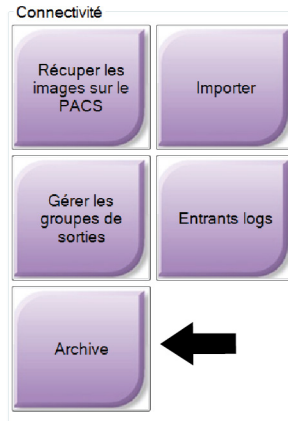 Connectivité
Récuper les
images sur le
PACS
Importer
Gérer les
groupes de
sorties
Entrants logs
Archive